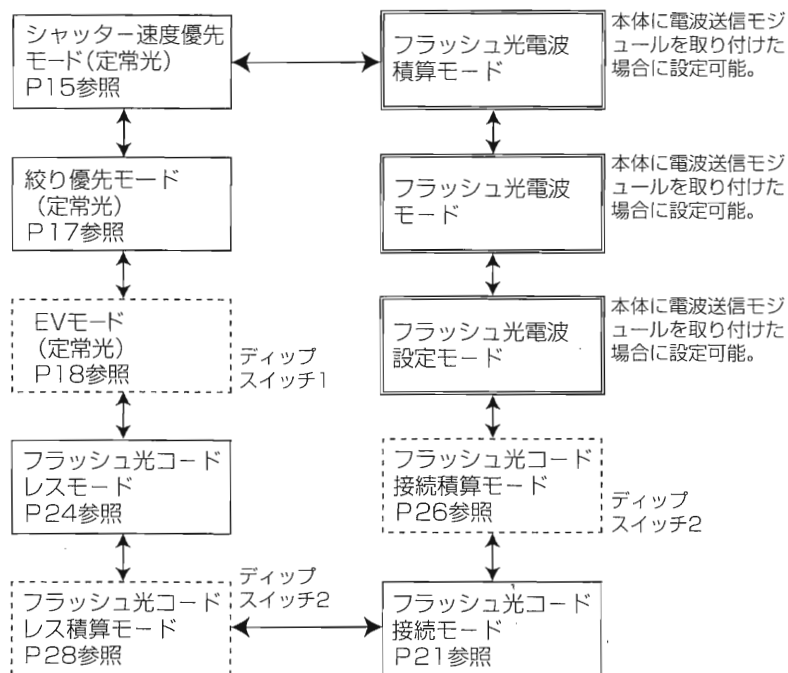 シャッター速度優先
モード(定常光)
P15参照
フラッシュ光電波
積算モード
本体に電波送信モジ
ュールを取り付けた
場合に設定可能。
絞り優先モード
(定常光)
P17参照
フラッシュ光電波
モード
本体に電波送信モジ
ュールを取り付けた
場合に設定可能。
EVモード
(定常光)
P18参照
ディップ
スイッチ1
フラッシュ光電波
設定モード
本体に電波送信モジ
ュールを取り付けた
場合に設定可能。
フラッシュ光コード
レスモード
P24参照
フラッシュ光コード
接続積算モード
P26参照
ディップ
スイッチ2
フラッシュ光コード
レス積算モード
P28参照
ディップ
スイッチ2
フラッシュ光コード
接続モード
P21参照